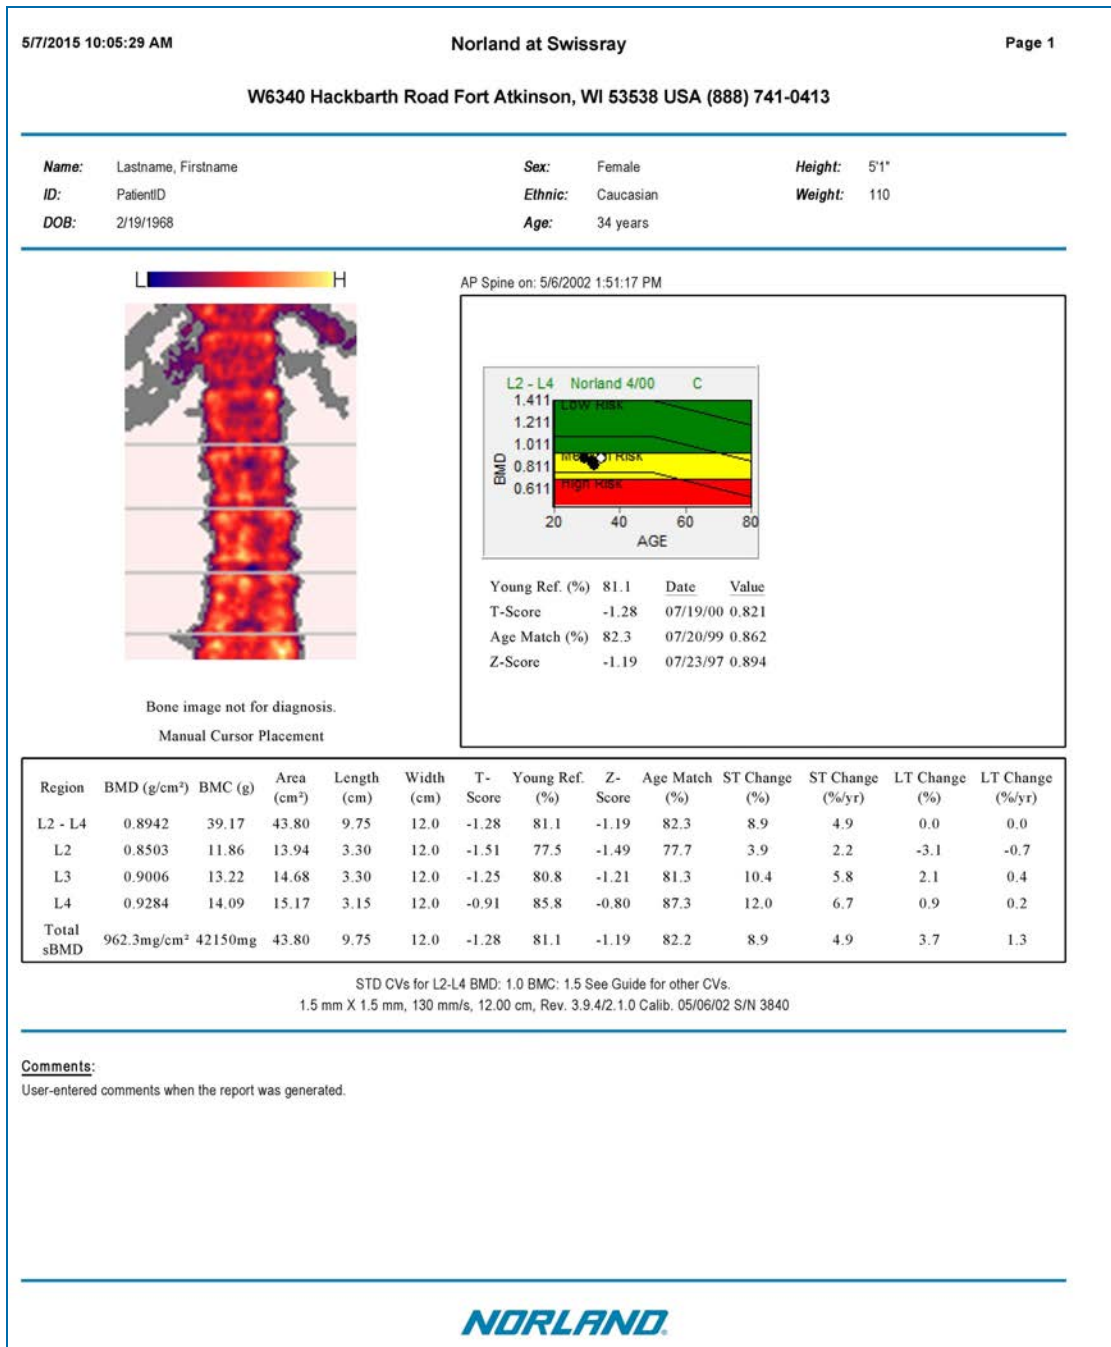 5/7/2015 10:05:29 AM Norland at Swissray Page 1
W6340 Hackbarth Road Fort Atkinson, WI 53538 USA (888) 741-0413
Name: Lastname, Firstname Sex: Female Height: 5'1"
ID: PatientID Ethnic: Caucasian Weight: 110
DOB: 2/19/1968 Age: 34 years
L H
AP Spine on: 5/6/2002 1:51:17 PM
L2 - L4 Norland 4/00 C
1.411 Low Risk
1.211
1.011
0.811 Medium Risk
0.611 High Risk
BMD
20 40 60 80
AGE
Young Ref. (%) 81.1 Date Value
T-Score -1.28 07/19/00 0.821
Age Match (%) 82.3 07/20/99 0.862
Z-Score -1.19 07/23/97 0.894
Bone image not for diagnosis.
Manual Cursor Placement
Region BMD (g/cm²) BMC (g) Area (cm²) Length (cm) Width (cm) T-Score Young Ref. (%) Z-Score Age Match (%) ST Change (%) ST Change (%/yr) LT Change (%) LT Change (%/yr)
L2 - L4 0.8942 39.17 43.80 9.75 12.0 -1.28 81.1 -1.19 82.3 8.9 4.9 0.0 0.0
L2 0.8503 11.86 13.94 3.30 12.0 -1.51 77.5 -1.49 77.7 3.9 2.2 -3.1 -0.7
L3 0.9006 13.22 14.68 3.30 12.0 -1.25 80.8 -1.21 81.3 10.4 5.8 2.1 0.4
L4 0.9284 14.09 15.17 3.15 12.0 -0.91 85.8 -0.80 87.3 12.0 6.7 0.9 0.2
Total sBMD 962.3mg/cm² 42150mg 43.80 9.75 12.0 -1.28 81.1 -1.19 82.2 8.9 4.9 3.7 1.3
STD CVs for L2-L4 BMD: 1.0 BMC: 1.5 See Guide for other CVs.
1.5 mm X 1.5 mm, 130 mm/s, 12.00 cm, Rev. 3.9.4/2.1.0 Calib. 05/06/02 S/N 3840
Comments:
User-entered comments when the report was generated.
NORLAND®